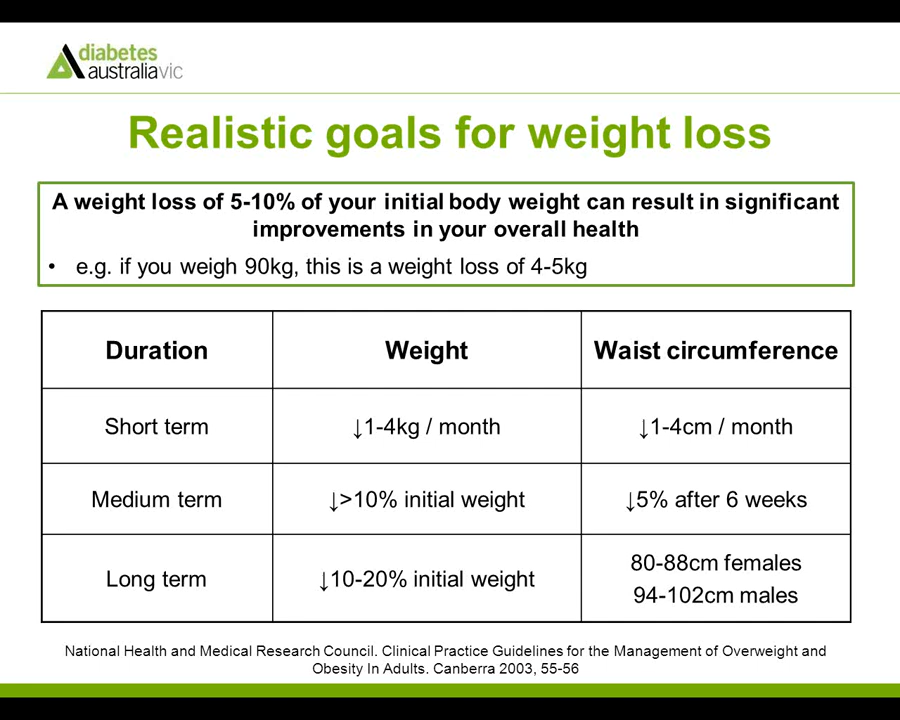 diabetes
australiavic
Realistic goals for weight loss
A weight loss of 5-10% of your initial body weight can result in significant
improvements in your overall health
• e.g. if you weigh 90kg, this is a weight loss of 4-5kg
Duration Weight Waist circumference
Short term ↓1-4kg / month ↓1-4cm / month
Medium term ↓>10% initial weight ↓5% after 6 weeks
Long term ↓10-20% initial weight 80-88cm females
94-102cm males
National Health and Medical Research Council. Clinical Practice Guidelines for the Management of Overweight and
Obesity In Adults. Canberra 2003, 55-56